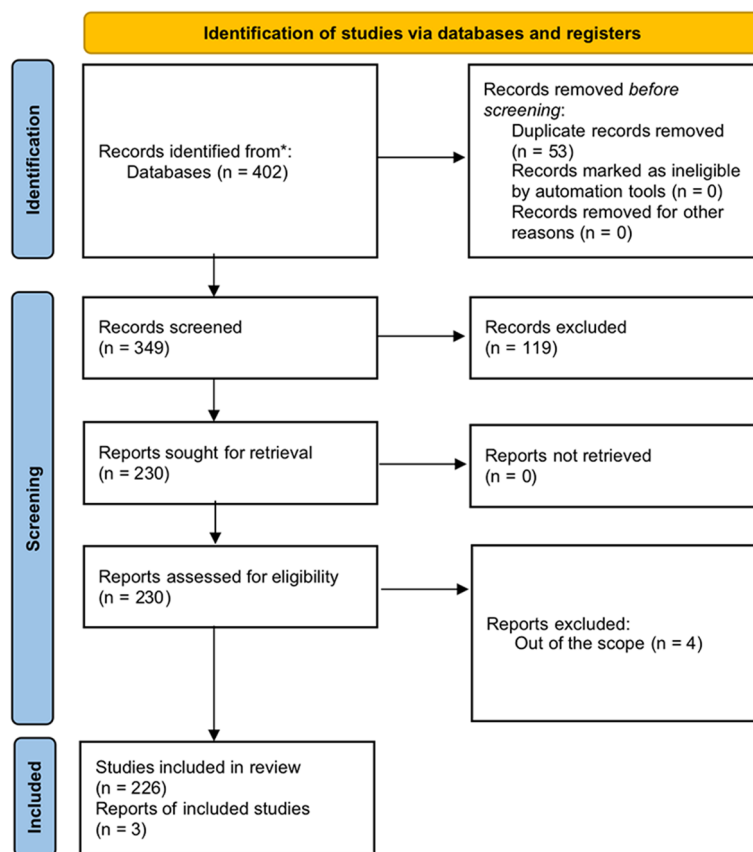 Identification of studies via databases and registers
Identification
Records identified from*:
Databases (n = 402)
Records removed before
screening:
Duplicate records removed
(n = 53)
Records marked as ineligible
by automation tools (n = 0)
Records removed for other
reasons (n = 0)
Screening
Records screened
(n = 349)
Records excluded
(n = 119)
Reports sought for retrieval
(n = 230)
Reports not retrieved
(n = 0)
Reports assessed for eligibility
(n = 230)
Reports excluded:
Out of the scope (n = 4)
Included
Studies included in review
(n = 226)
Reports of included studies
(n = 3)